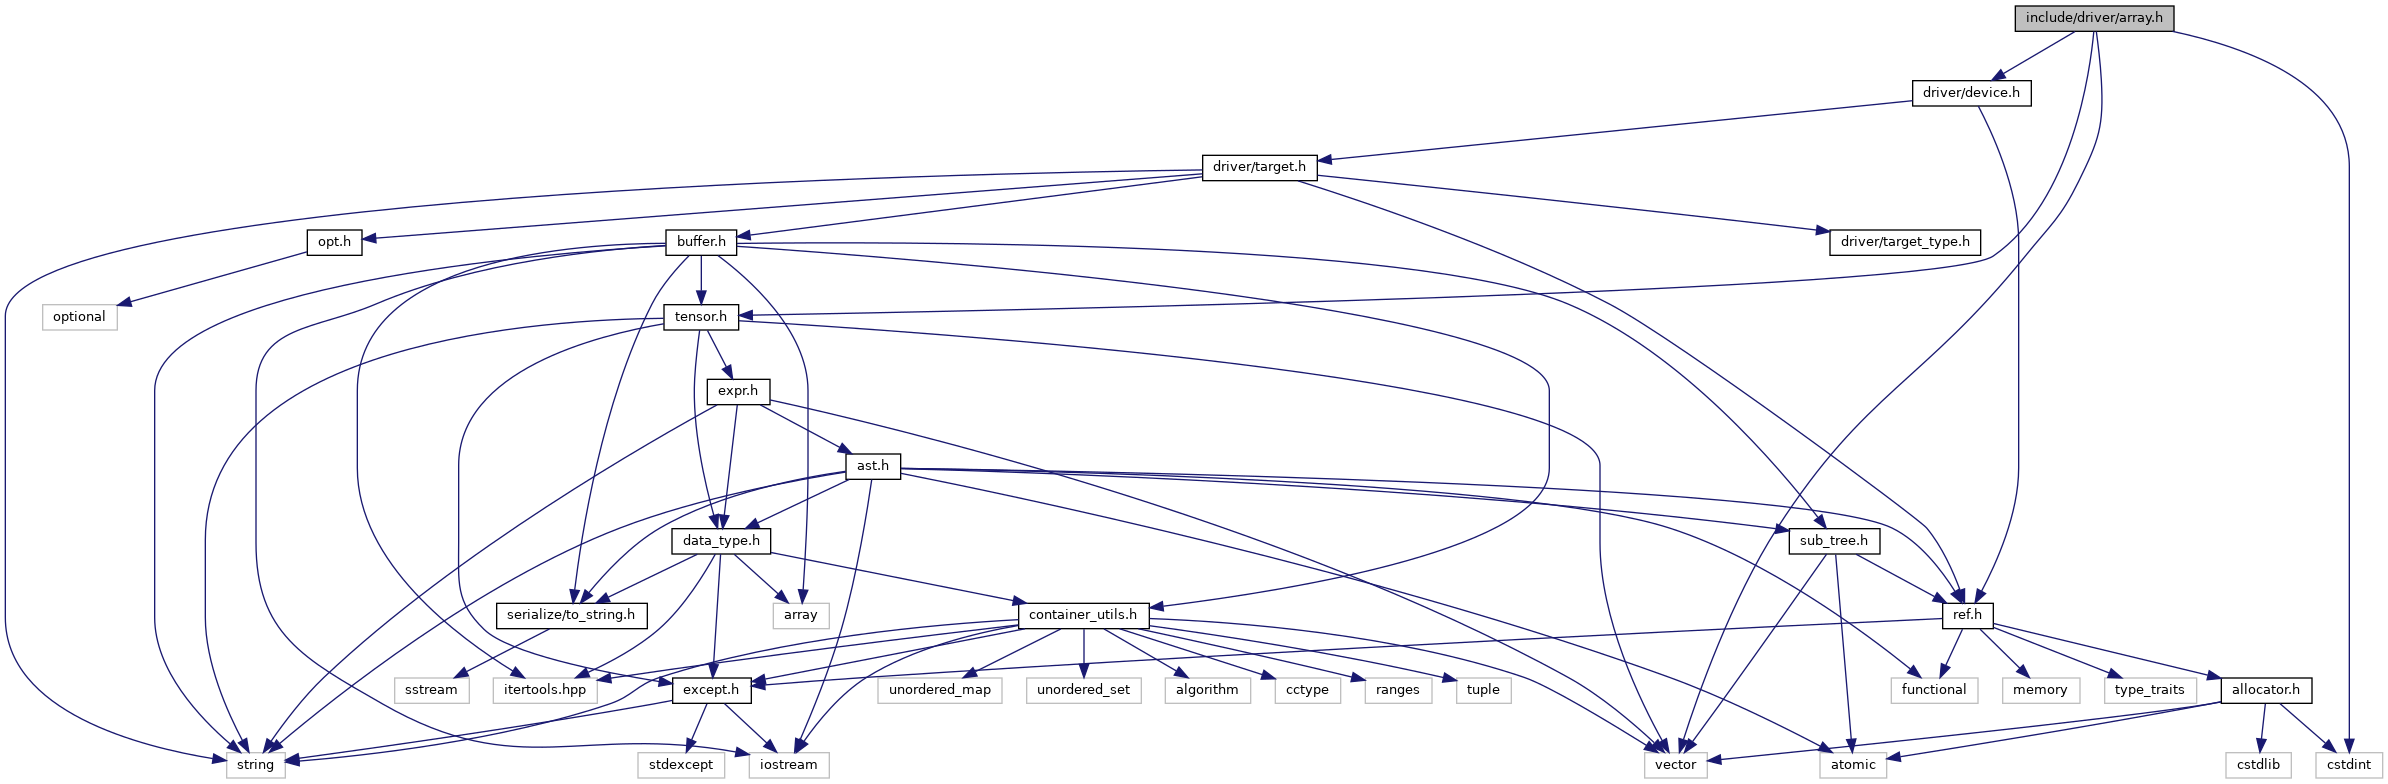 include/driver/array.h
driver/device.h
driver/target.h
opt.h
buffer.h
driver/target_type.h
optional
tensor.h
expr.h
ast.h
data_type.h
sub_tree.h
serialize/to_string.h
array
container_utils.h
ref.h
sstream
itertools.hpp
except.h
unordered_map
unordered_set
algorithm
cctype
ranges
tuple
functional
memory
type_traits
allocator.h
string
stdexcept
iostream
vector
atomic
cstdlib
cstdint